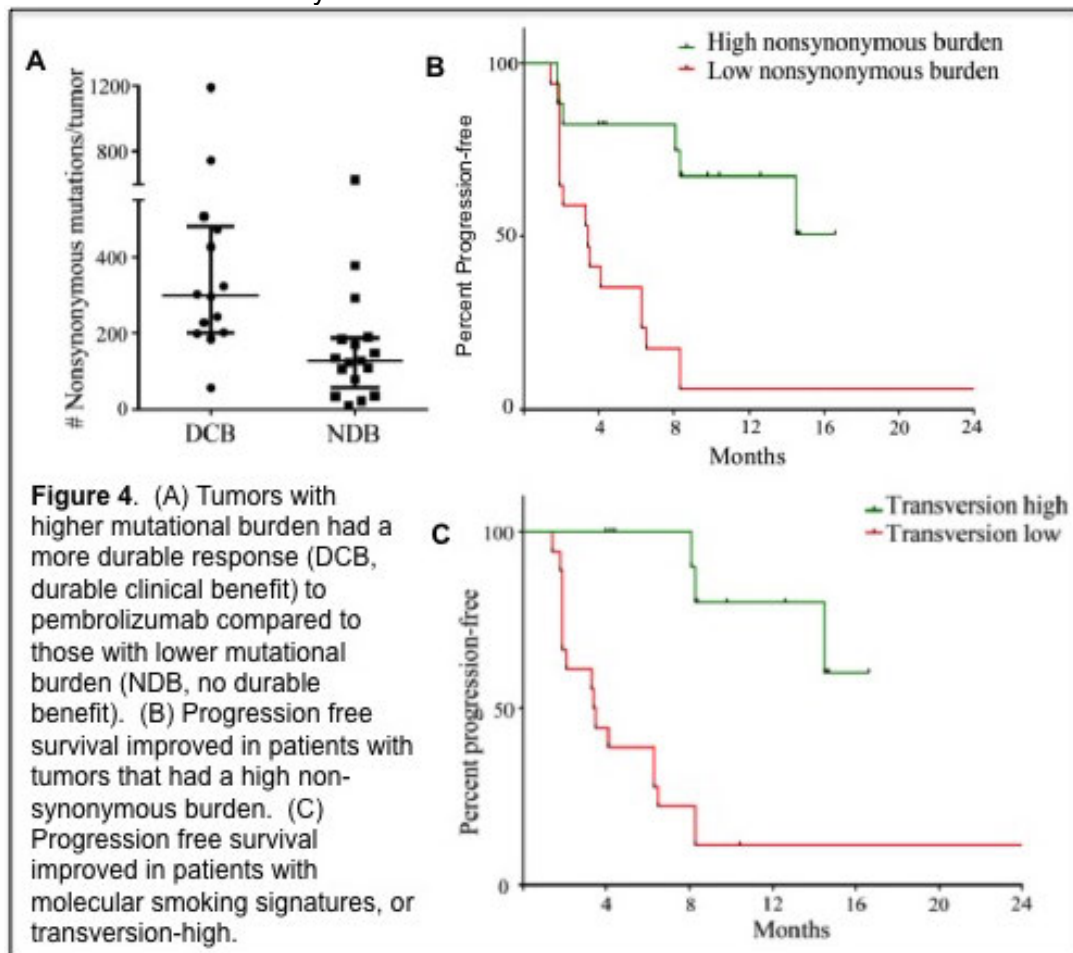 A
# Nonsynonymous mutations/tumor
1200
800
400
200
0
DCB
NDB
B
High nonsynonymous burden
Low nonsynonymous burden
Percent Progression-free
100
50
0
4
8
12
16
20
24
Months
Figure 4. (A) Tumors with
higher mutational burden had a
more durable response (DCB,
durable clinical benefit) to
pembrolizumab compared to
those with lower mutational
burden (NDB, no durable
benefit). (B) Progression free
survival improved in patients with
tumors that had a high non-
synonymous burden. (C)
Progression free survival
improved in patients with
molecular smoking signatures, or
transversion-high.
C
Transversion high
Transversion low
Percent progression-free
100
50
0
4
8
12
16
20
24
Months